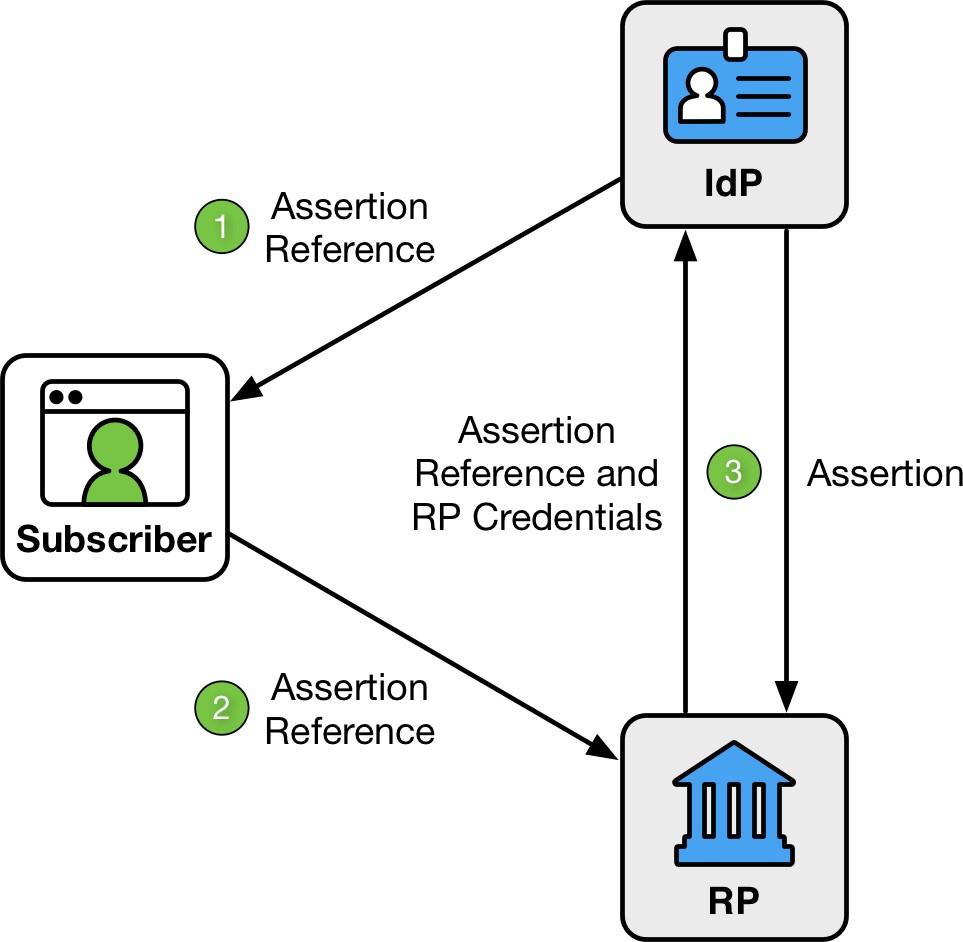 IdP
1
Assertion
Reference
Subscriber
Assertion
Reference and
RP Credentials
3
Assertion
2
Assertion
Reference
RP